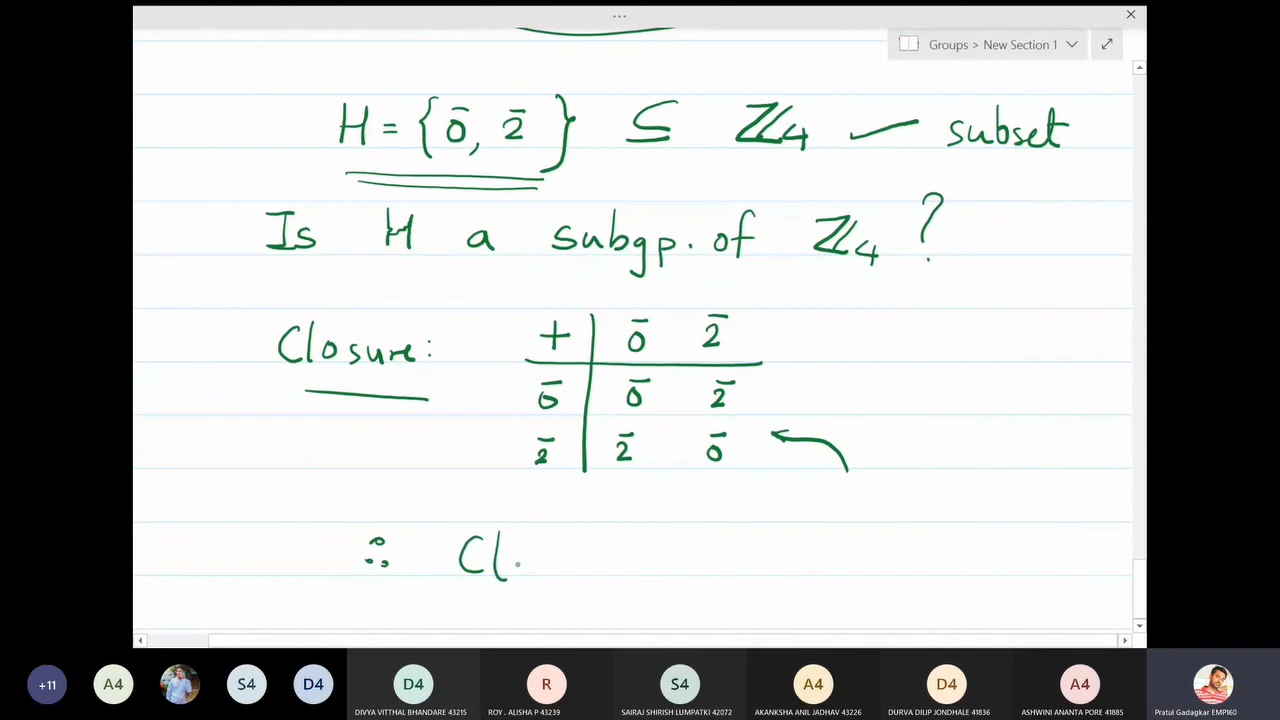 Groups > New Section 1
H = { 0̄, 2̄ } ⊆ ℤ₄ — subset
Is H a subgp. of ℤ₄ ?
Closure: + 0̄ 2̄
0̄ 0̄ 2̄
2̄ 2̄ 0̄
∴ Cl
+11 A4 S4 D4 D4 R S4 A4 D4 A4
DIVYA VITTHAL BHANDARE 43215 ROY . ALISHA P 43239 SAIRAJ SHIRISH LUMPATKI 42072 AKANKSHA ANIL JADHAV 43226 DURVA DILIP JONDHALE 41836 ASHWINI ANANTA PORE 41885 Pratul Gadagkar EMP160